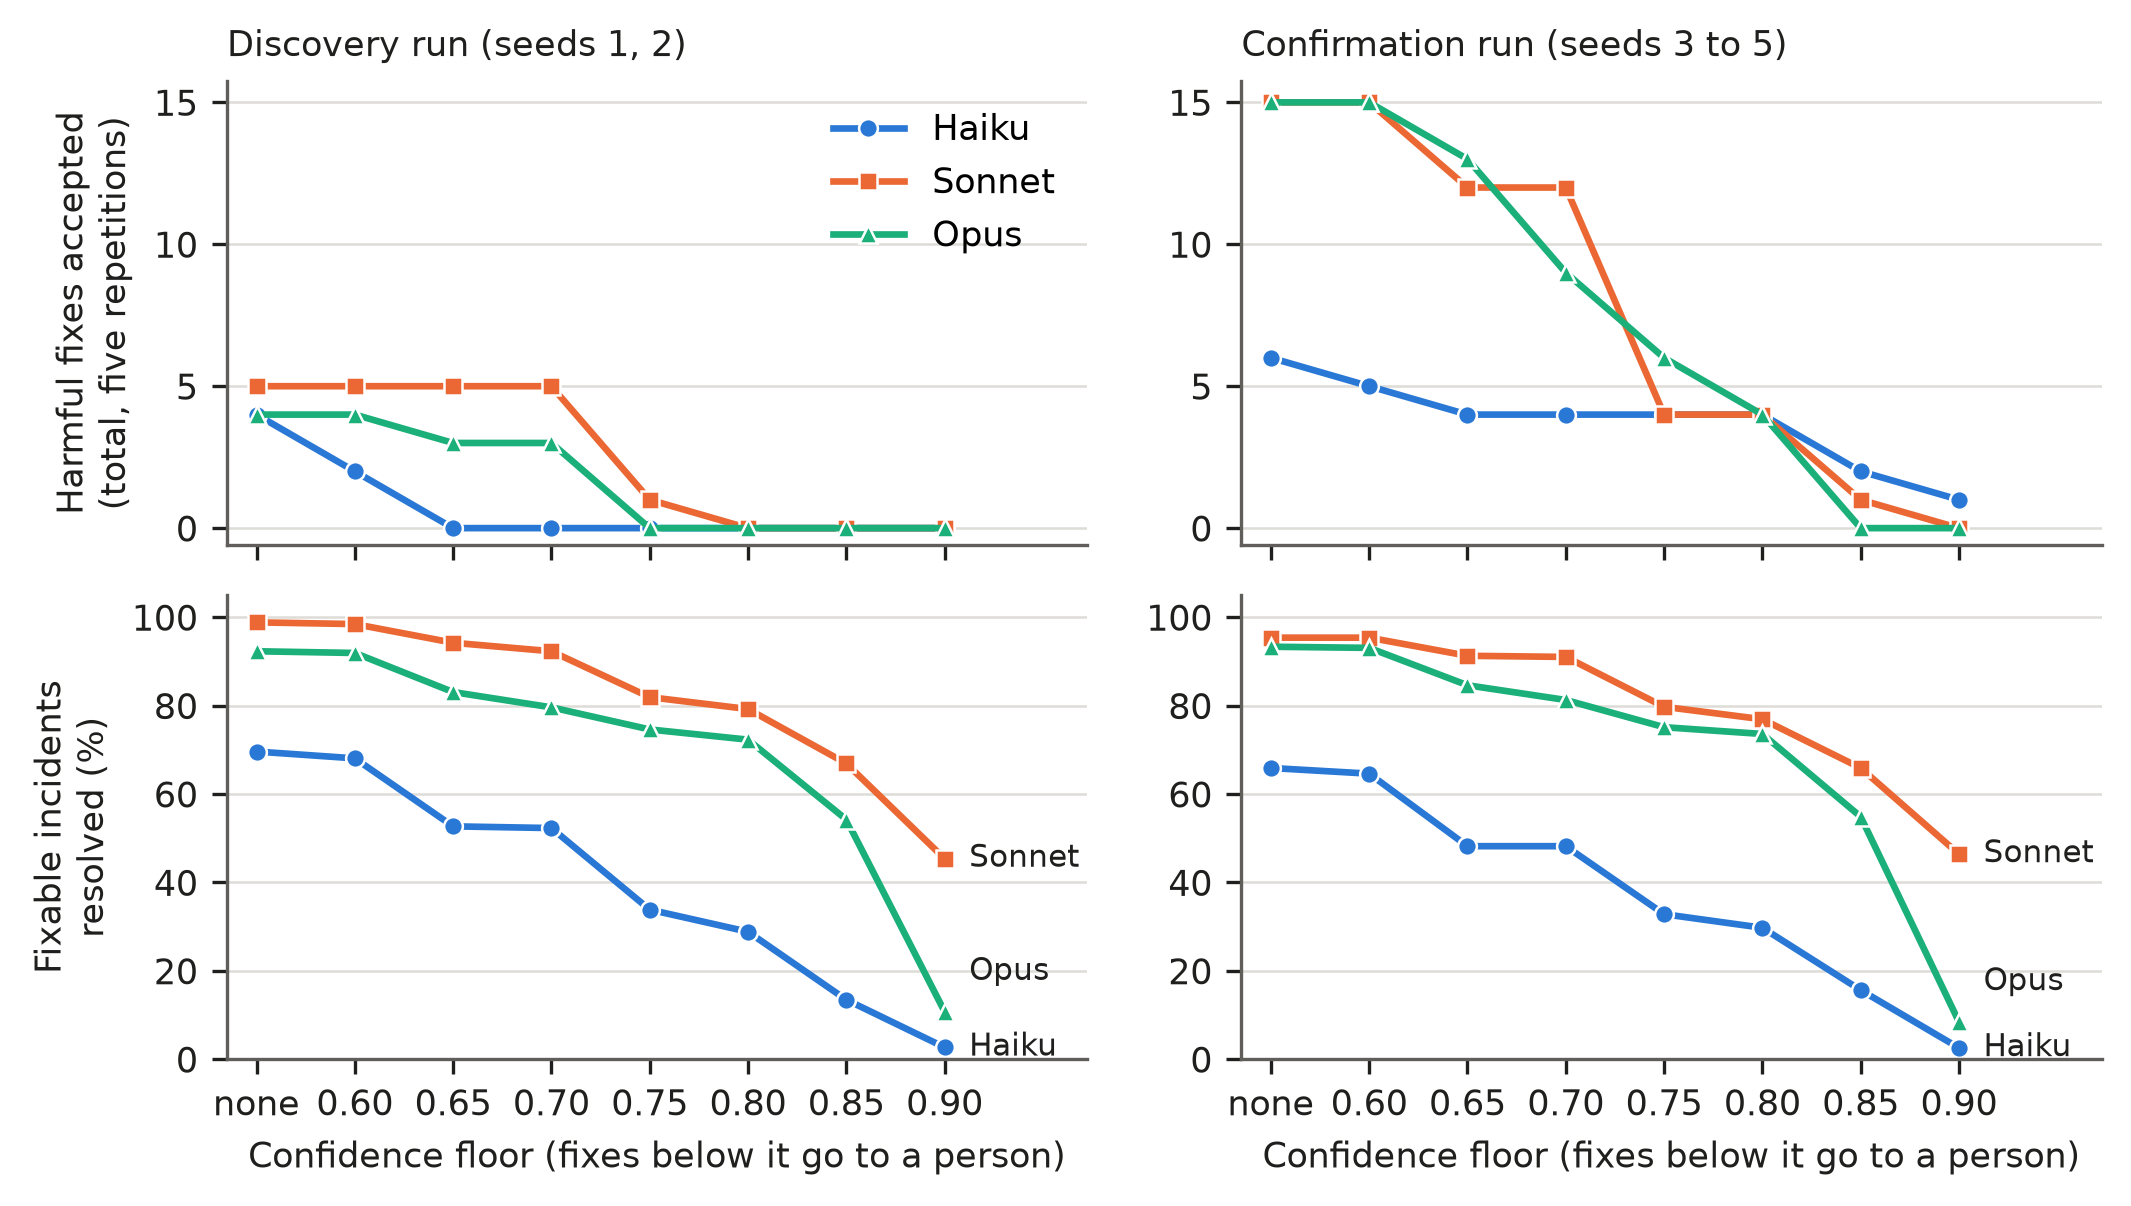 Discovery run (seeds 1, 2)
Harmful fixes accepted
(total, five repetitions)
15
10
5
0
Haiku
Sonnet
Opus
Confirmation run (seeds 3 to 5)
15
10
5
0
Fixable incidents
resolved (%)
100
80
60
40
20
0
Sonnet
Opus
Haiku
none 0.60 0.65 0.70 0.75 0.80 0.85 0.90
Confidence floor (fixes below it go to a person)
100
80
60
40
20
0
Sonnet
Opus
Haiku
none 0.60 0.65 0.70 0.75 0.80 0.85 0.90
Confidence floor (fixes below it go to a person)